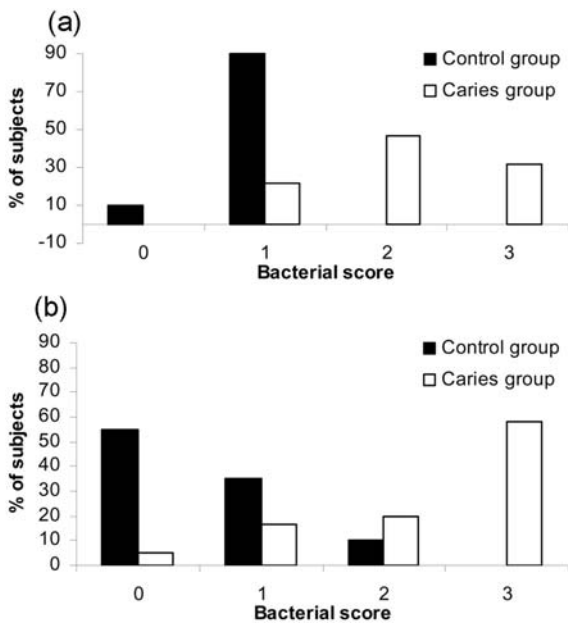 (a)
90
70
50
30
10
-10
% of subjects
Control group
Caries group
0 1 2 3
Bacterial score
(b)
90
80
70
60
50
40
30
20
10
0
% of subjects
Control group
Caries group
0 1 2 3
Bacterial score